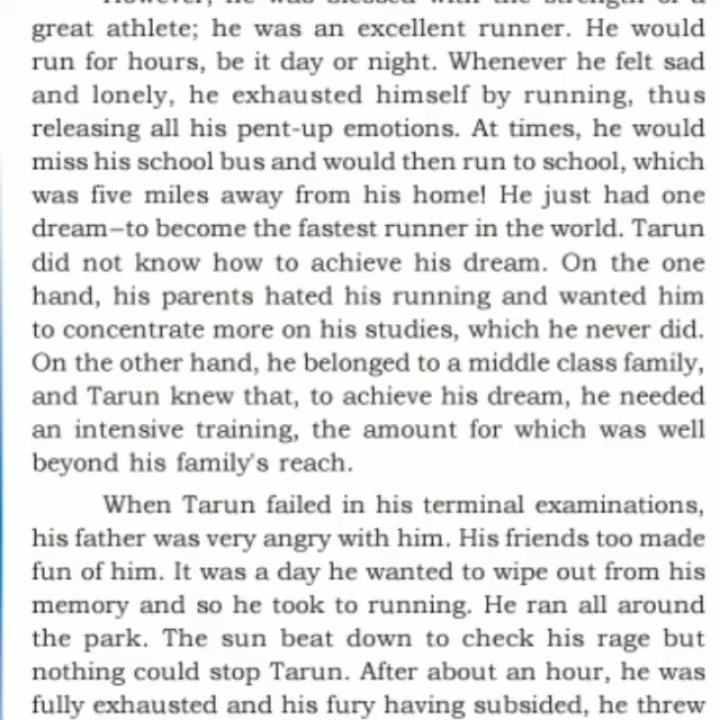 However, he was blessed with the strength of a
great athlete; he was an excellent runner. He would
run for hours, be it day or night. Whenever he felt sad
and lonely, he exhausted himself by running, thus
releasing all his pent-up emotions. At times, he would
miss his school bus and would then run to school, which
was five miles away from his home! He just had one
dream–to become the fastest runner in the world. Tarun
did not know how to achieve his dream. On the one
hand, his parents hated his running and wanted him
to concentrate more on his studies, which he never did.
On the other hand, he belonged to a middle class family,
and Tarun knew that, to achieve his dream, he needed
an intensive training, the amount for which was well
beyond his family's reach.
When Tarun failed in his terminal examinations,
his father was very angry with him. His friends too made
fun of him. It was a day he wanted to wipe out from his
memory and so he took to running. He ran all around
the park. The sun beat down to check his rage but
nothing could stop Tarun. After about an hour, he was
fully exhausted and his fury having subsided, he threw